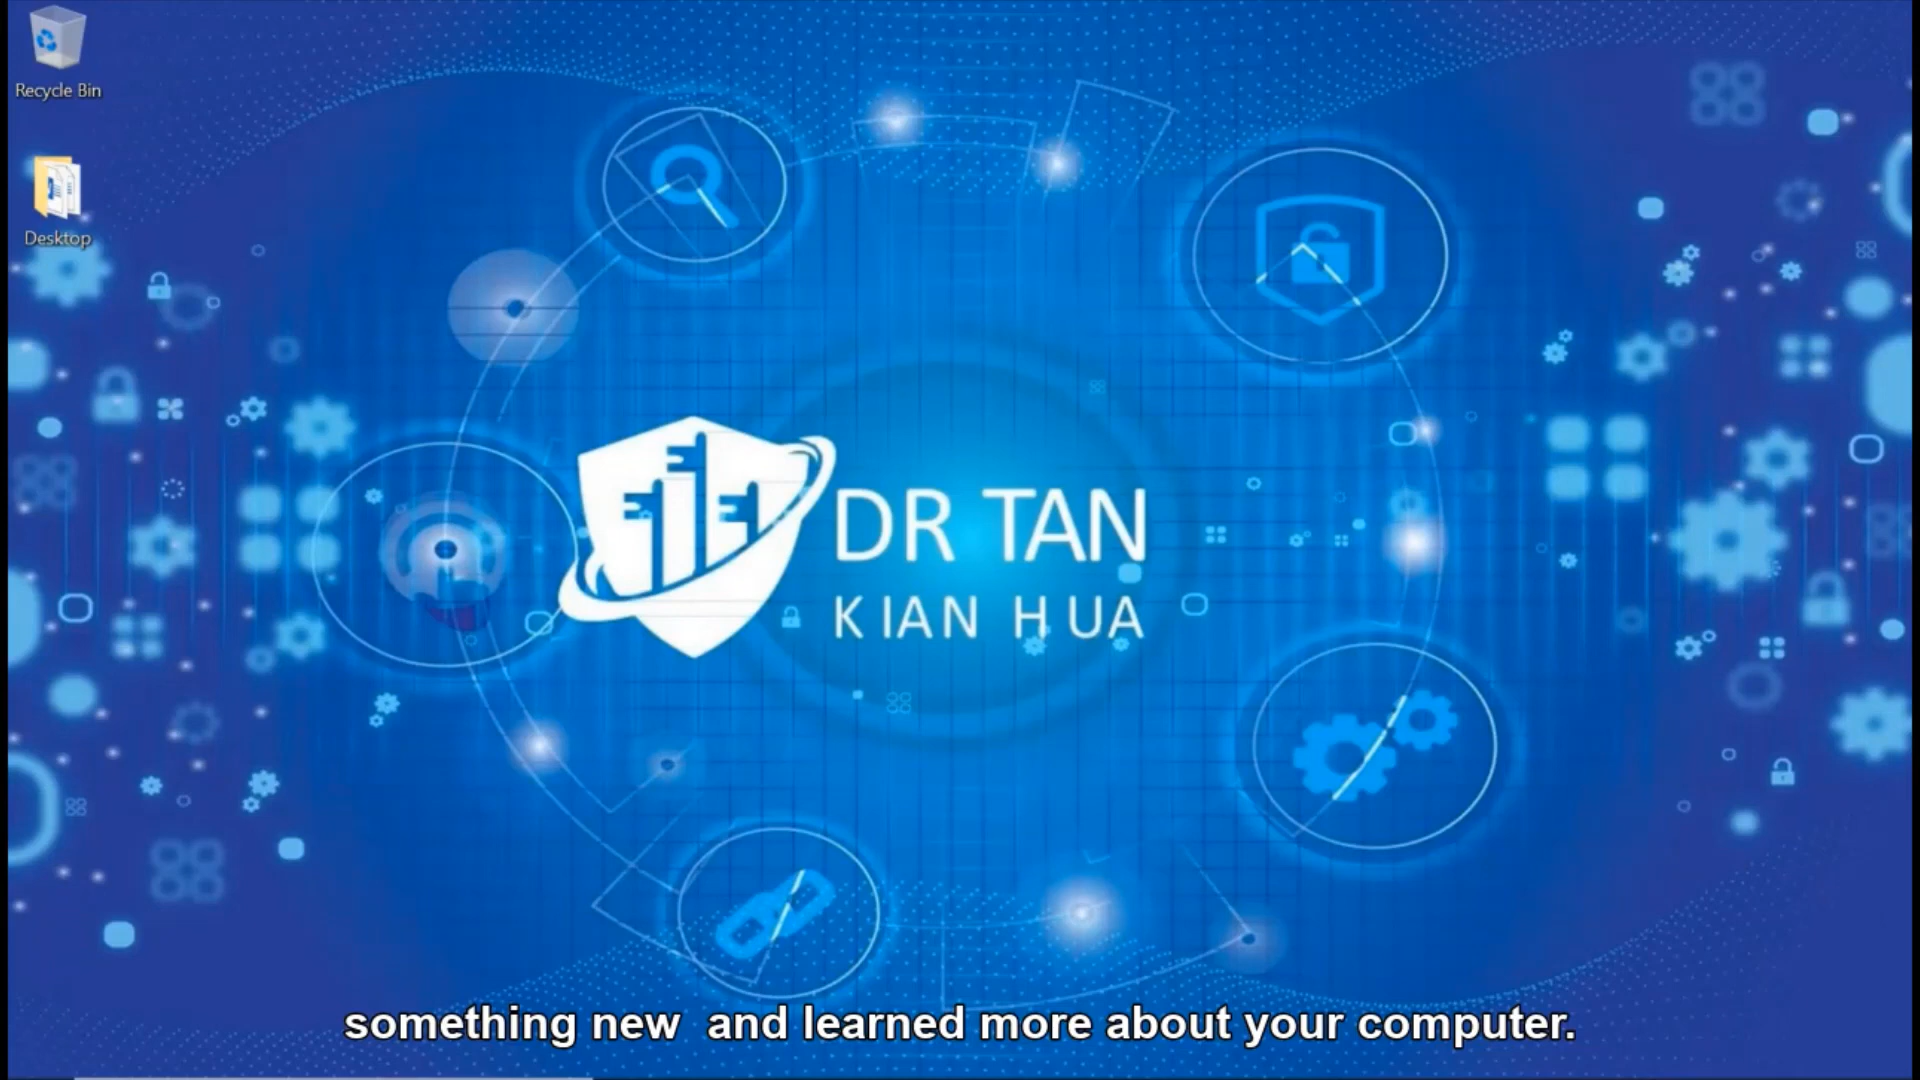 Recycle Bin
Desktop
DR TAN
KIAN HUA
something new  and learned more about your computer.